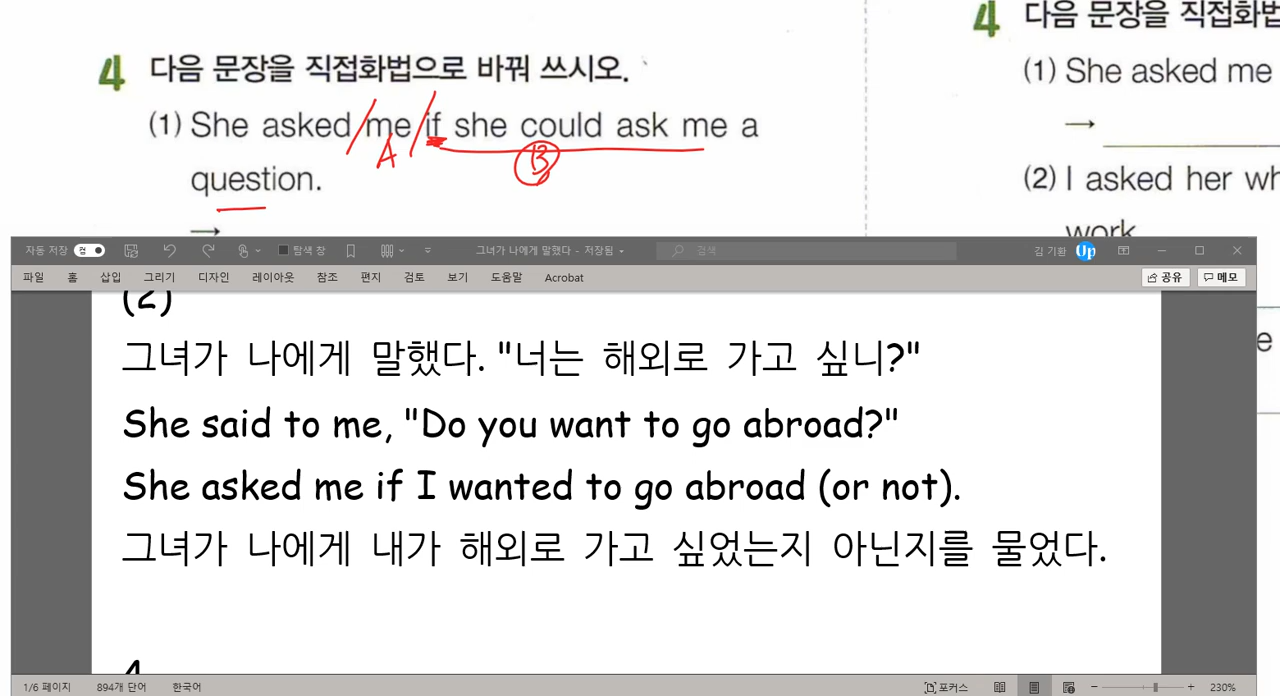 4 다음 문장을 직접화법으로 바꿔 쓰시오.
(1) She asked me if she could ask me a
question.
→
A
B
4 다음 문장을 직접화법
(1) She asked me
→
(2) I asked her wh
work.
e
자동 저장 컴 탐색 창 그녀가 나에게 말했다 - 저장됨 검색 김 기환 Up
파일 홈 삽입 그리기 디자인 레이아웃 참조 편지 검토 보기 도움말 Acrobat 공유 메모
(2)
그녀가 나에게 말했다. "너는 해외로 가고 싶니?"
She said to me, "Do you want to go abroad?"
She asked me if I wanted to go abroad (or not).
그녀가 나에게 내가 해외로 가고 싶었는지 아닌지를 물었다.
4
1/6 페이지 894개 단어 한국어 포커스 230%